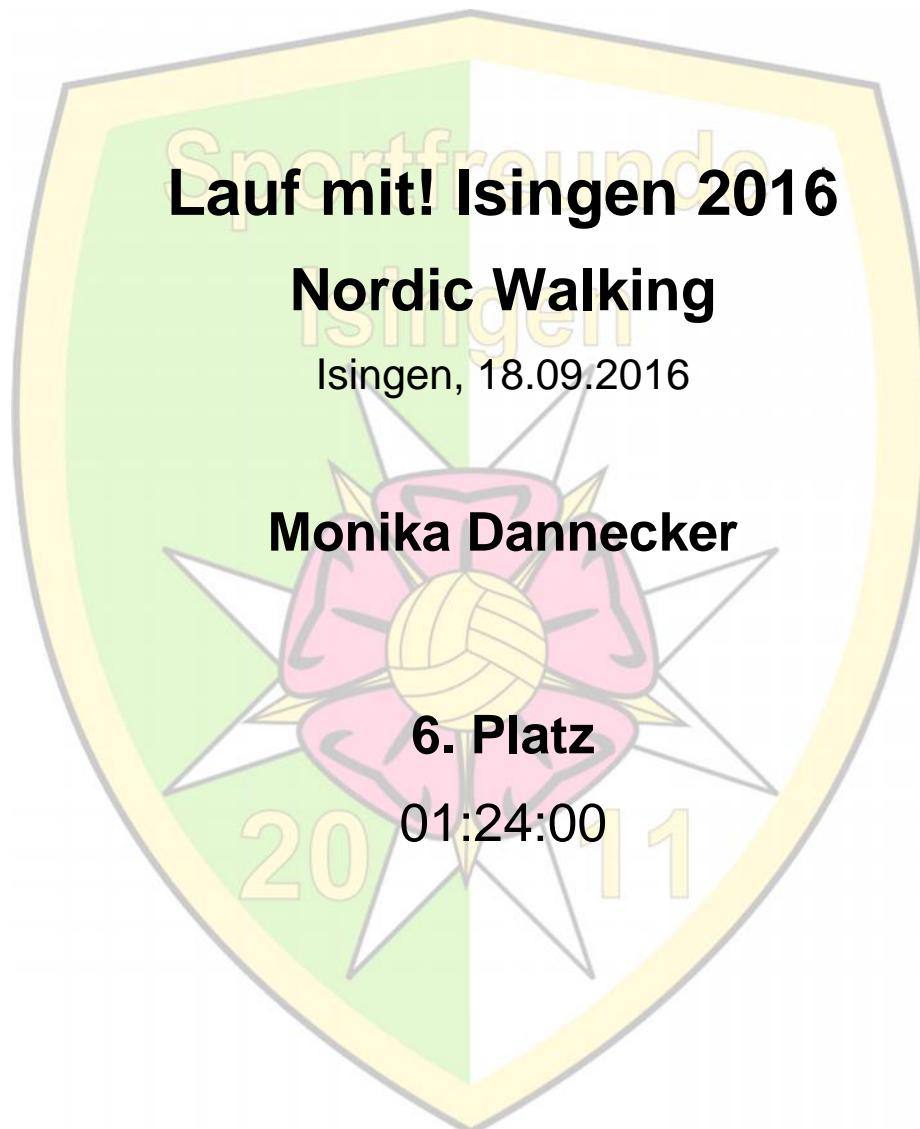 Sportfreunde
Lauf mit! Isingen 2016
Nordic Walking
Isingen
Isingen, 18.09.2016
Monika Dannecker
6. Platz
01:24:00
20 11